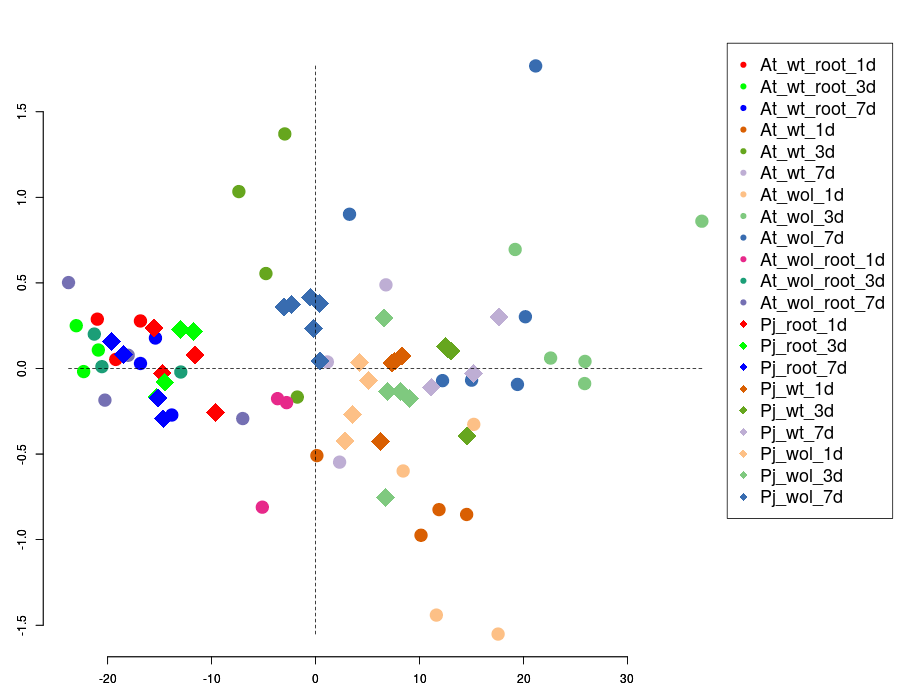 At_wt_root_1d
At_wt_root_3d
At_wt_root_7d
At_wt_1d
At_wt_3d
At_wt_7d
At_wol_1d
At_wol_3d
At_wol_7d
At_wol_root_1d
At_wol_root_3d
At_wol_root_7d
Pj_root_1d
Pj_root_3d
Pj_root_7d
Pj_wt_1d
Pj_wt_3d
Pj_wt_7d
Pj_wol_1d
Pj_wol_3d
Pj_wol_7d
1.5
1.0
0.5
0.0
-0.5
-1.0
-1.5
-20 -10 0 10 20 30